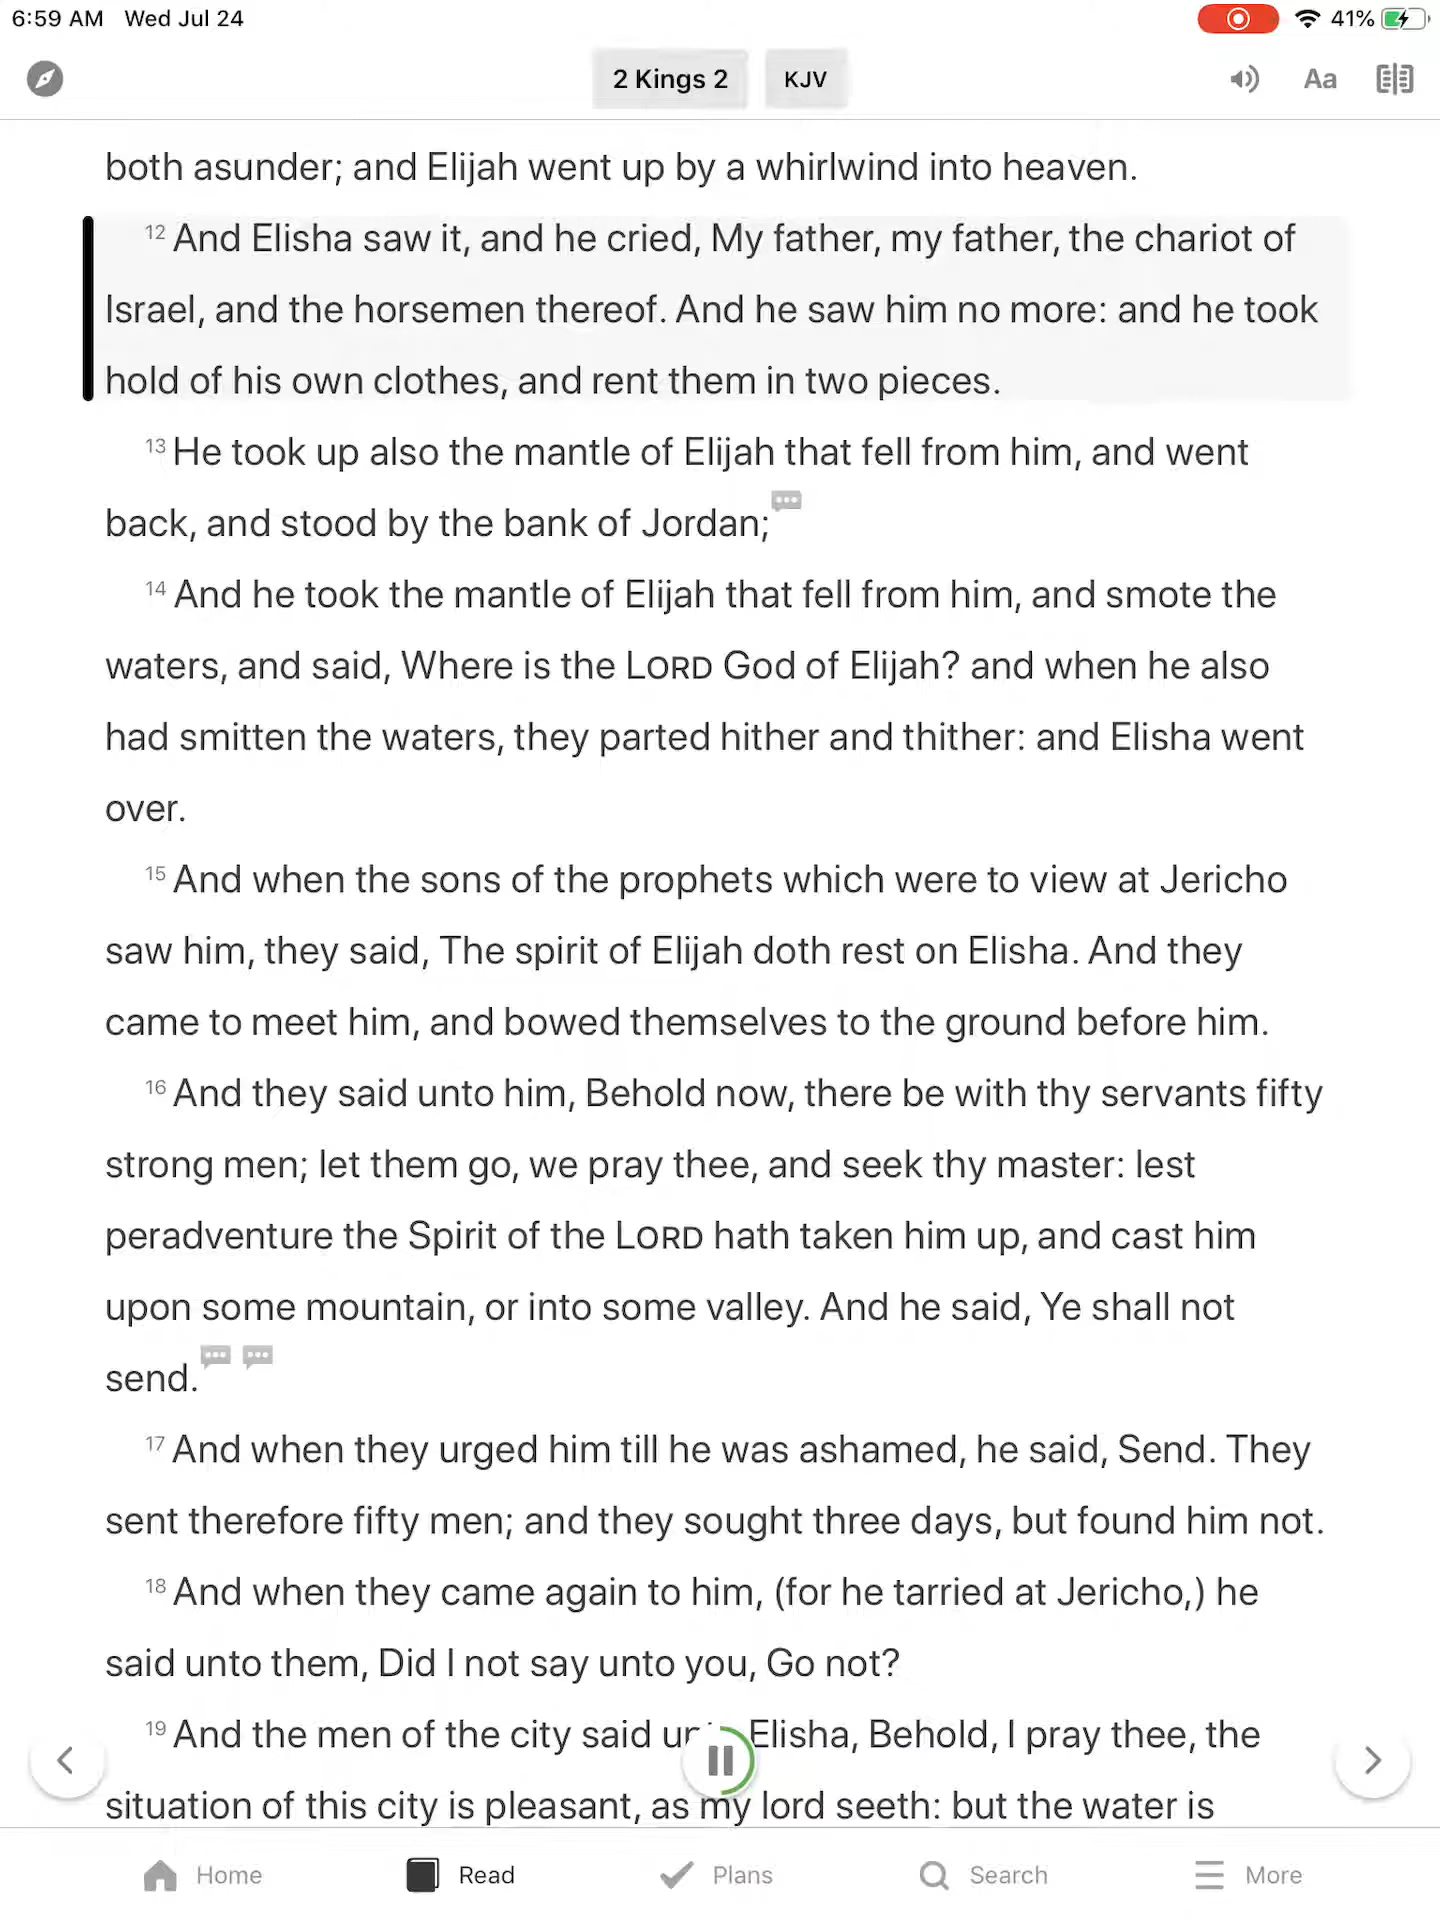 6:59 AM Wed Jul 24 41%
2 Kings 2 KJV Aa
both asunder; and Elijah went up by a whirlwind into heaven.
12 And Elisha saw it, and he cried, My father, my father, the chariot of
Israel, and the horsemen thereof. And he saw him no more: and he took
hold of his own clothes, and rent them in two pieces.
13 He took up also the mantle of Elijah that fell from him, and went
back, and stood by the bank of Jordan;
14 And he took the mantle of Elijah that fell from him, and smote the
waters, and said, Where is the LORD God of Elijah? and when he also
had smitten the waters, they parted hither and thither: and Elisha went
over.
15 And when the sons of the prophets which were to view at Jericho
saw him, they said, The spirit of Elijah doth rest on Elisha. And they
came to meet him, and bowed themselves to the ground before him.
16 And they said unto him, Behold now, there be with thy servants fifty
strong men; let them go, we pray thee, and seek thy master: lest
peradventure the Spirit of the LORD hath taken him up, and cast him
upon some mountain, or into some valley. And he said, Ye shall not
send.
17 And when they urged him till he was ashamed, he said, Send. They
sent therefore fifty men; and they sought three days, but found him not.
18 And when they came again to him, (for he tarried at Jericho,) he
said unto them, Did I not say unto you, Go not?
19 And the men of the city said Elisha, Behold, I pray thee, the
situation of this city is pleasant, as my lord seeth: but the water is
Home Read Plans Search More